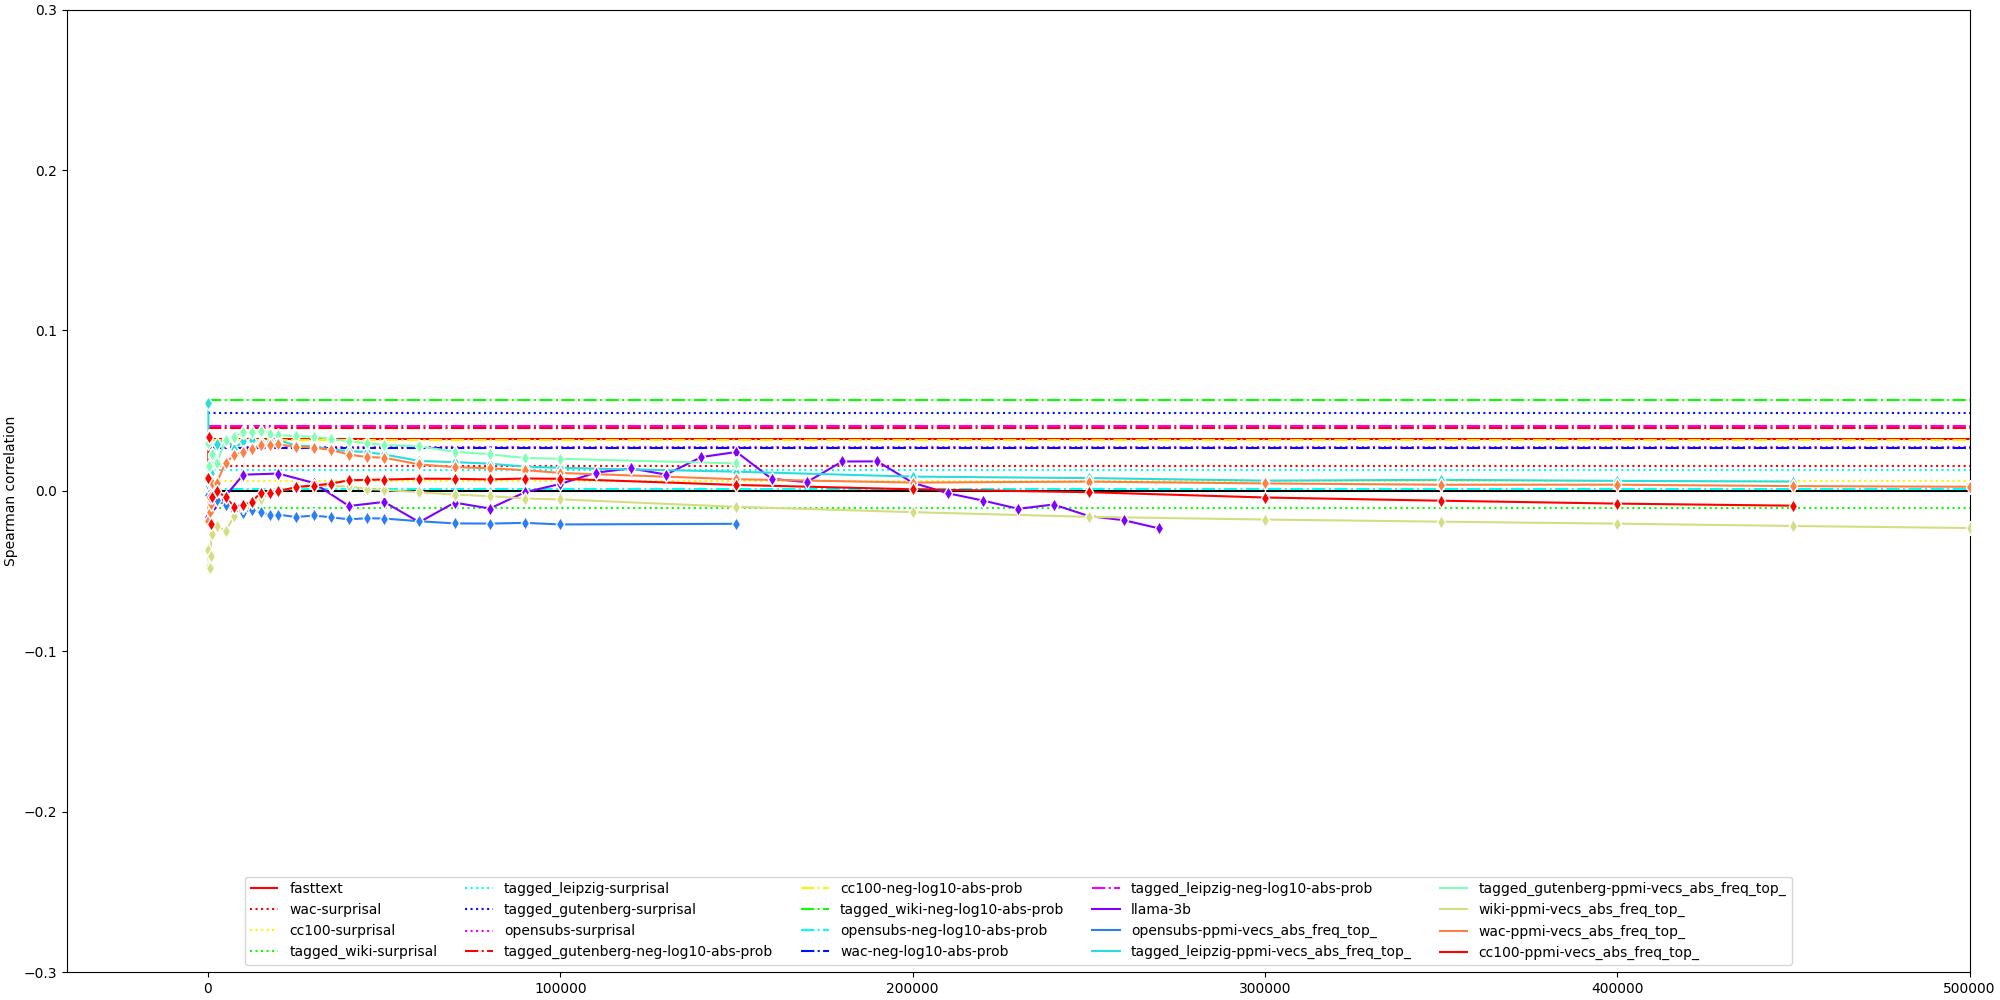 0.3
0.2
0.1
0.0
−0.1
−0.2
−0.3
Spearman correlation
fasttext
wac-surprisal
cc100-surprisal
tagged_wiki-surprisal
tagged_leipzig-surprisal
tagged_gutenberg-surprisal
opensubs-surprisal
tagged_gutenberg-neg-log10-abs-prob
cc100-neg-log10-abs-prob
tagged_wiki-neg-log10-abs-prob
opensubs-neg-log10-abs-prob
wac-neg-log10-abs-prob
tagged_leipzig-neg-log10-abs-prob
llama-3b
opensubs-ppmi-vecs_abs_freq_top_
tagged_leipzig-ppmi-vecs_abs_freq_top_
tagged_gutenberg-ppmi-vecs_abs_freq_top_
wiki-ppmi-vecs_abs_freq_top_
wac-ppmi-vecs_abs_freq_top_
cc100-ppmi-vecs_abs_freq_top_
0 100000 200000 300000 400000 500000